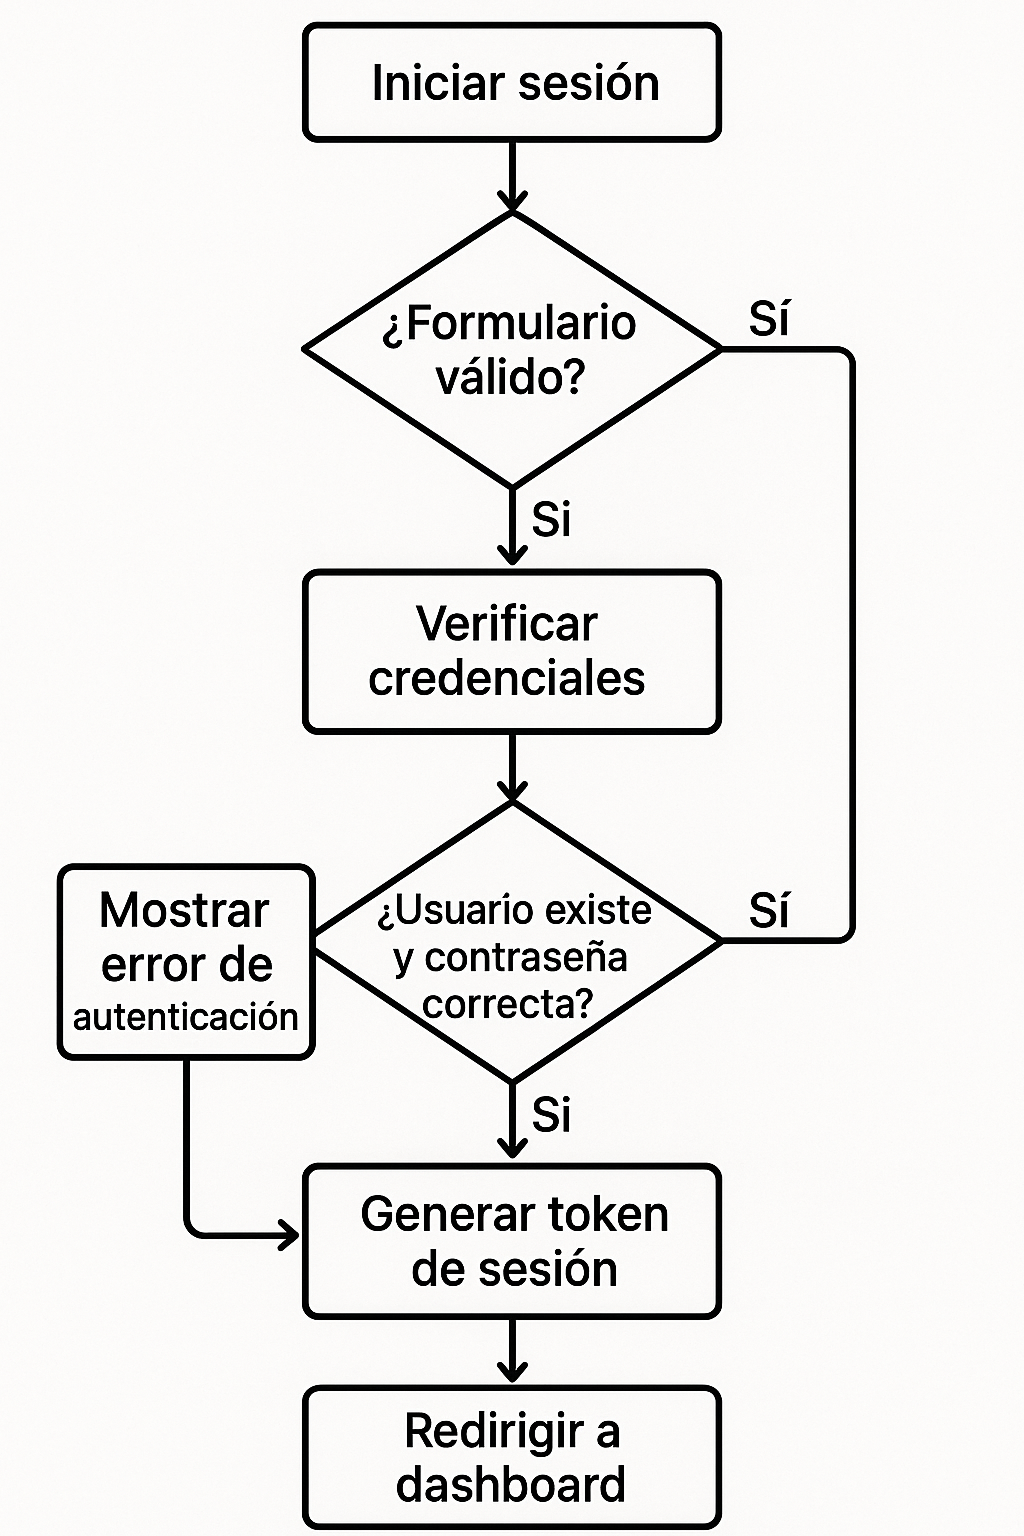 Iniciar sesión
¿Formulario
válido?
Sí
Si
Verificar
credenciales
Mostrar
error de
autenticación
¿Usuario existe
y contraseña
correcta?
Sí
Si
Generar token
de sesión
Redirigir a
dashboard